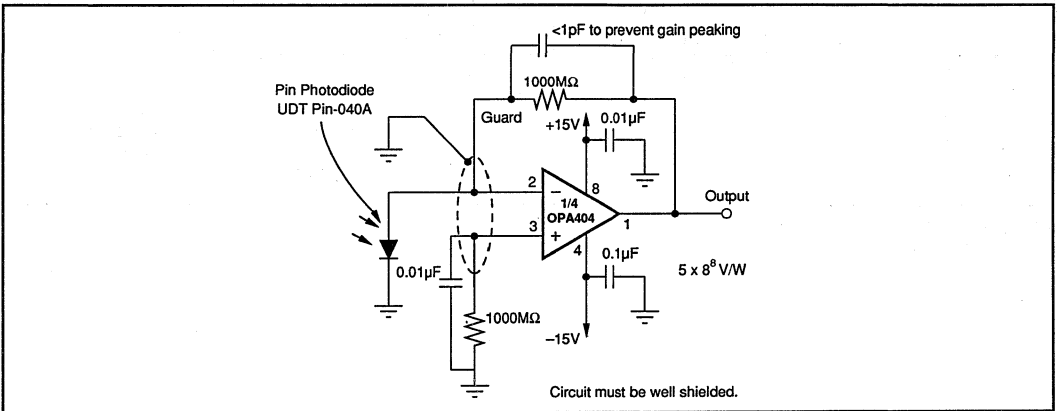 <1pF to prevent gain peaking
1000MΩ
Pin Photodiode
UDT Pin-040A
Guard
+15V
0.01µF
2
8
–
1/4
OPA404
Output
3
+
1
4
0.01µF
0.1µF
5 x 8⁸ V/W
1000MΩ
–15V
Circuit must be well shielded.